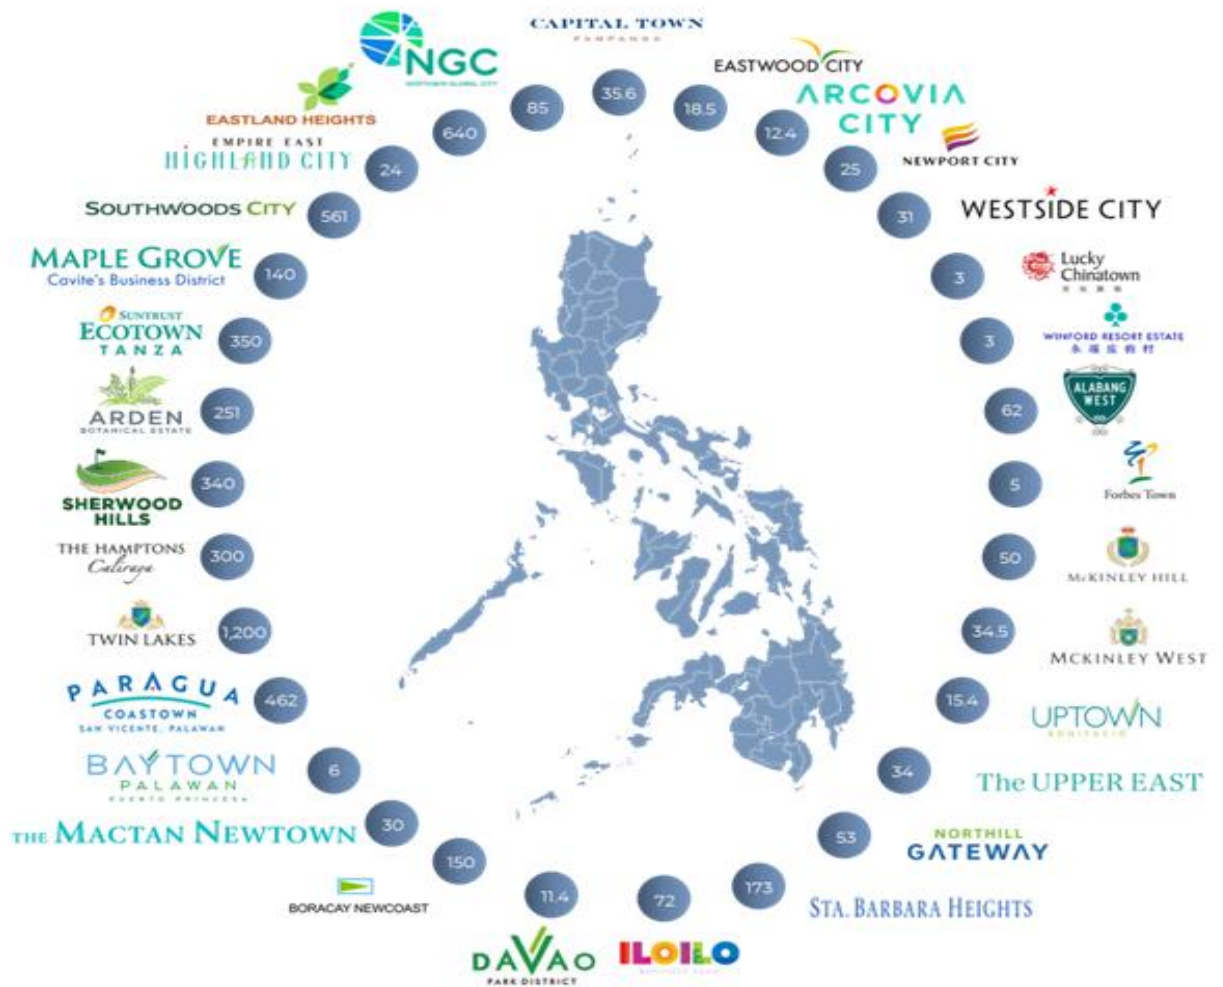 CAPITAL TOWN
PAMPANGA
35.6
EASTWOOD CITY
18.5
ARCOVIA
CITY
12.4
NEWPORT CITY
25
WESTSIDE CITY
31
Lucky
Chinatown
3
WINFORD RESORT ESTATE
3
ALABANG
WEST
62
Forbes Town
5
McKINLEY HILL
50
MCKINLEY WEST
34.5
UPTOWN
BONIFACIO
15.4
The UPPER EAST
34
NORTHILL
GATEWAY
53
STA. BARBARA HEIGHTS
173
ILOILO
72
DAVAO
PARK DISTRICT
11.4
BORACAY NEWCOAST
150
THE MACTAN NEWTOWN
30
BAYTOWN
PALAWAN
PUERTO PRINCESA
6
PARAGUA
COASTOWN
SAN VICENTE, PALAWAN
462
TWIN LAKES
1,200
THE HAMPTONS
Caliraya
300
SHERWOOD
HILLS
340
ARDEN
BOTANICAL ESTATE
251
SUNTRUST
ECOTOWN
TANZA
350
MAPLE GROVE
Cavite's Business District
140
SOUTHWOODS CITY
561
EMPIRE EAST
HIGHLAND CITY
24
EASTLAND HEIGHTS
640
NGC
85